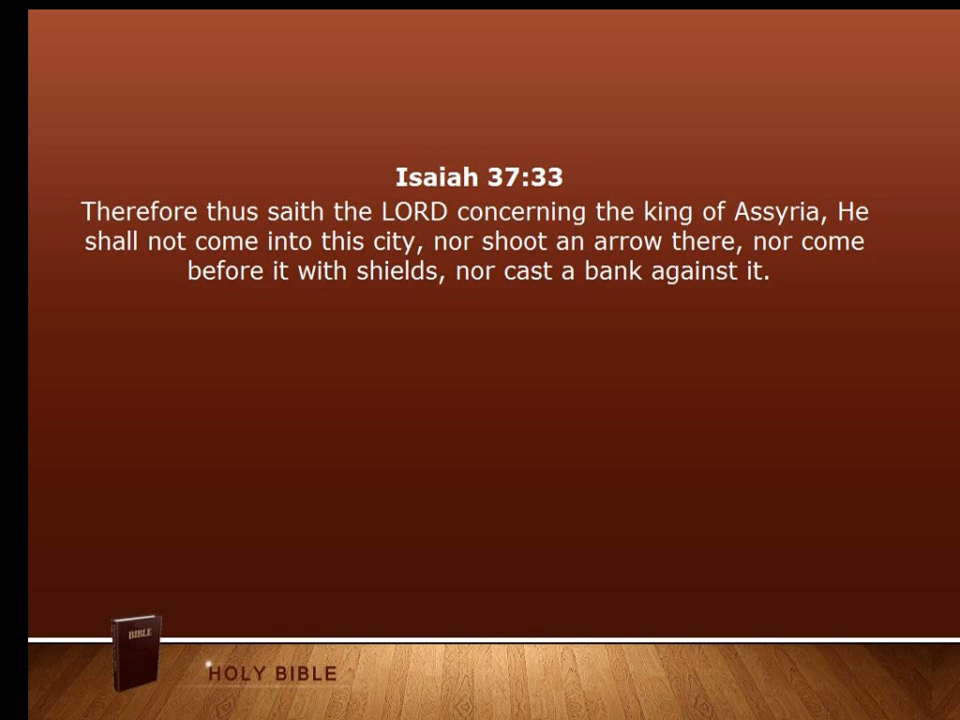 Isaiah 37:33
Therefore thus saith the LORD concerning the king of Assyria, He
shall not come into this city, nor shoot an arrow there, nor come
before it with shields, nor cast a bank against it.
BIBLE
HOLY BIBLE